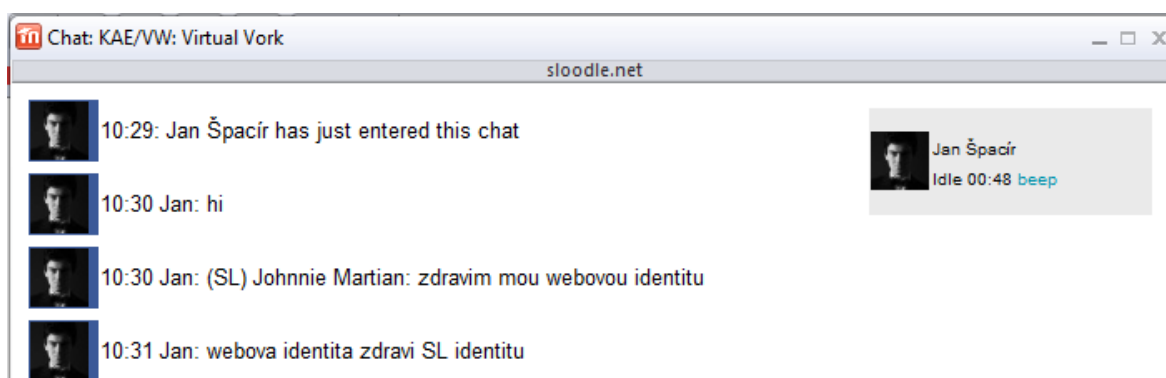 Chat: KAE/VW: Virtual Vork
sloodle.net
10:29: Jan Špacír has just entered this chat
10:30 Jan: hi
10:30 Jan: (SL) Johnnie Martian: zdravim mou webovou identitu
10:31 Jan: webova identita zdravi SL identitu
Jan Špacír
Idle 00:48 beep